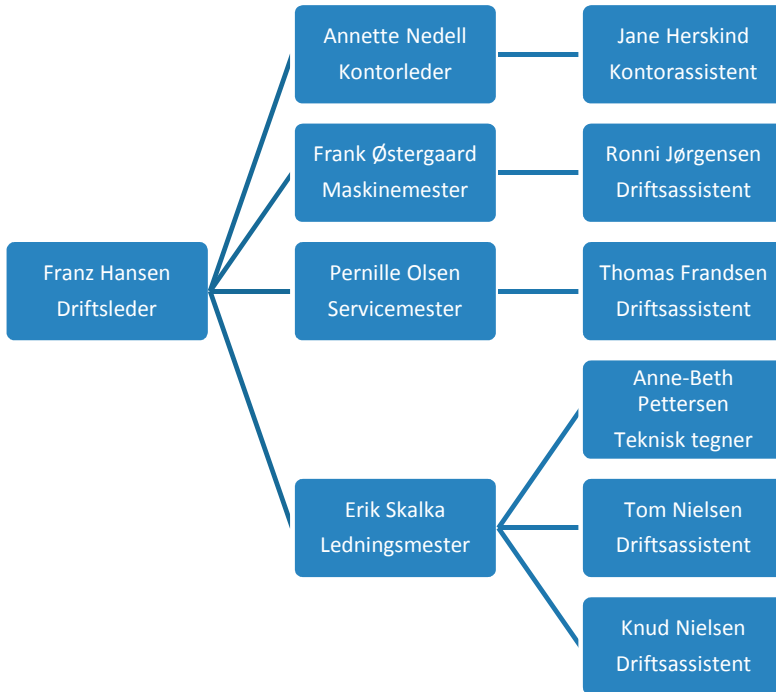 Franz Hansen
Driftsleder
Annette Nedell
Kontorleder
Jane Herskind
Kontorassistent
Frank Østergaard
Maskinemester
Ronni Jørgensen
Driftsassistent
Pernille Olsen
Servicemester
Thomas Frandsen
Driftsassistent
Erik Skalka
Ledningsmester
Anne-Beth
Pettersen
Teknisk tegner
Tom Nielsen
Driftsassistent
Knud Nielsen
Driftsassistent